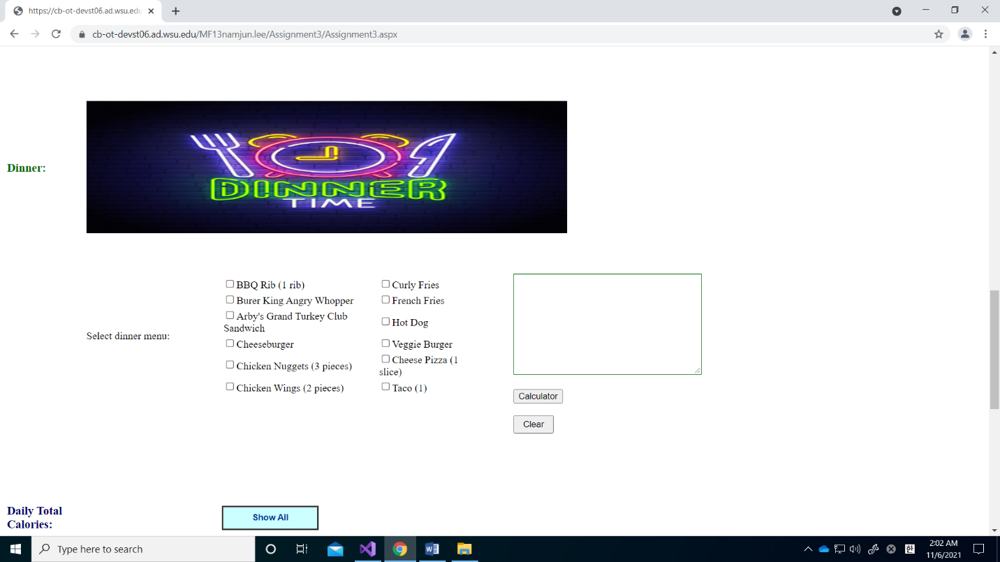 https://cb-ot-devst06.ad.wsu.edu
cb-ot-devst06.ad.wsu.edu/MF13namjun.lee/Assignment3/Assignment3.aspx
Dinner:
DINNER
TIME
Select dinner menu:
BBQ Rib (1 rib)
Curly Fries
Burer King Angry Whopper
French Fries
Arby's Grand Turkey Club
Sandwich
Hot Dog
Cheeseburger
Veggie Burger
Chicken Nuggets (3 pieces)
Cheese Pizza (1
slice)
Chicken Wings (2 pieces)
Taco (1)
Calculator
Clear
Daily Total
Calories:
Show All
Type here to search
한
2:02 AM
11/6/2021